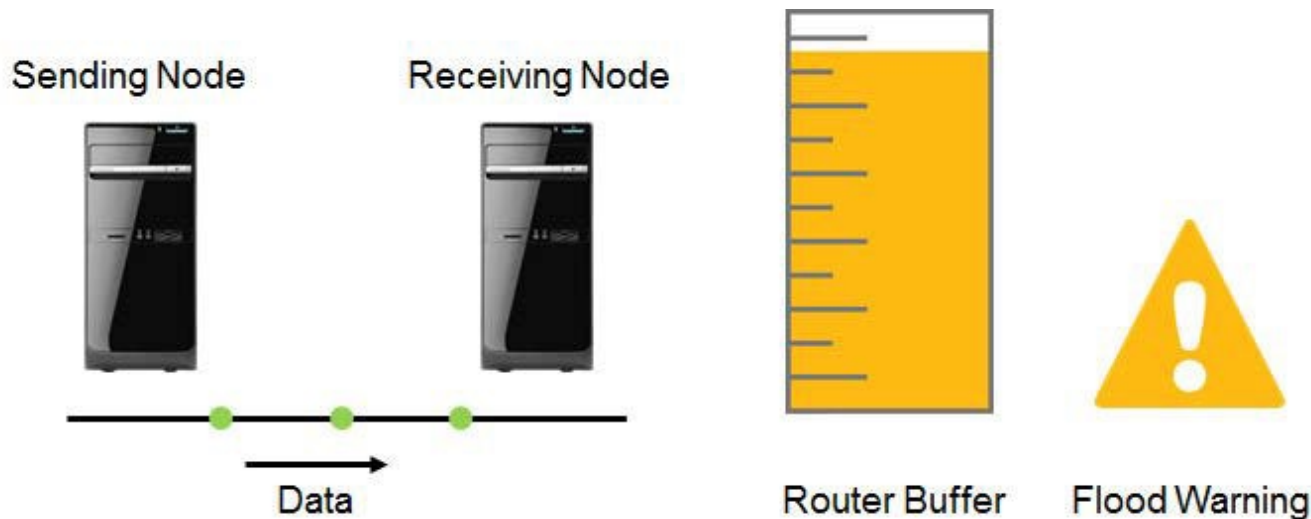 Sending Node
Receiving Node
Data
Router Buffer
Flood Warning